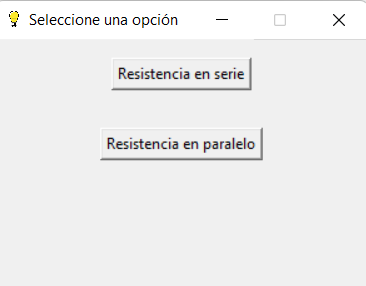 Seleccione una opción
Resistencia en serie
Resistencia en paralelo